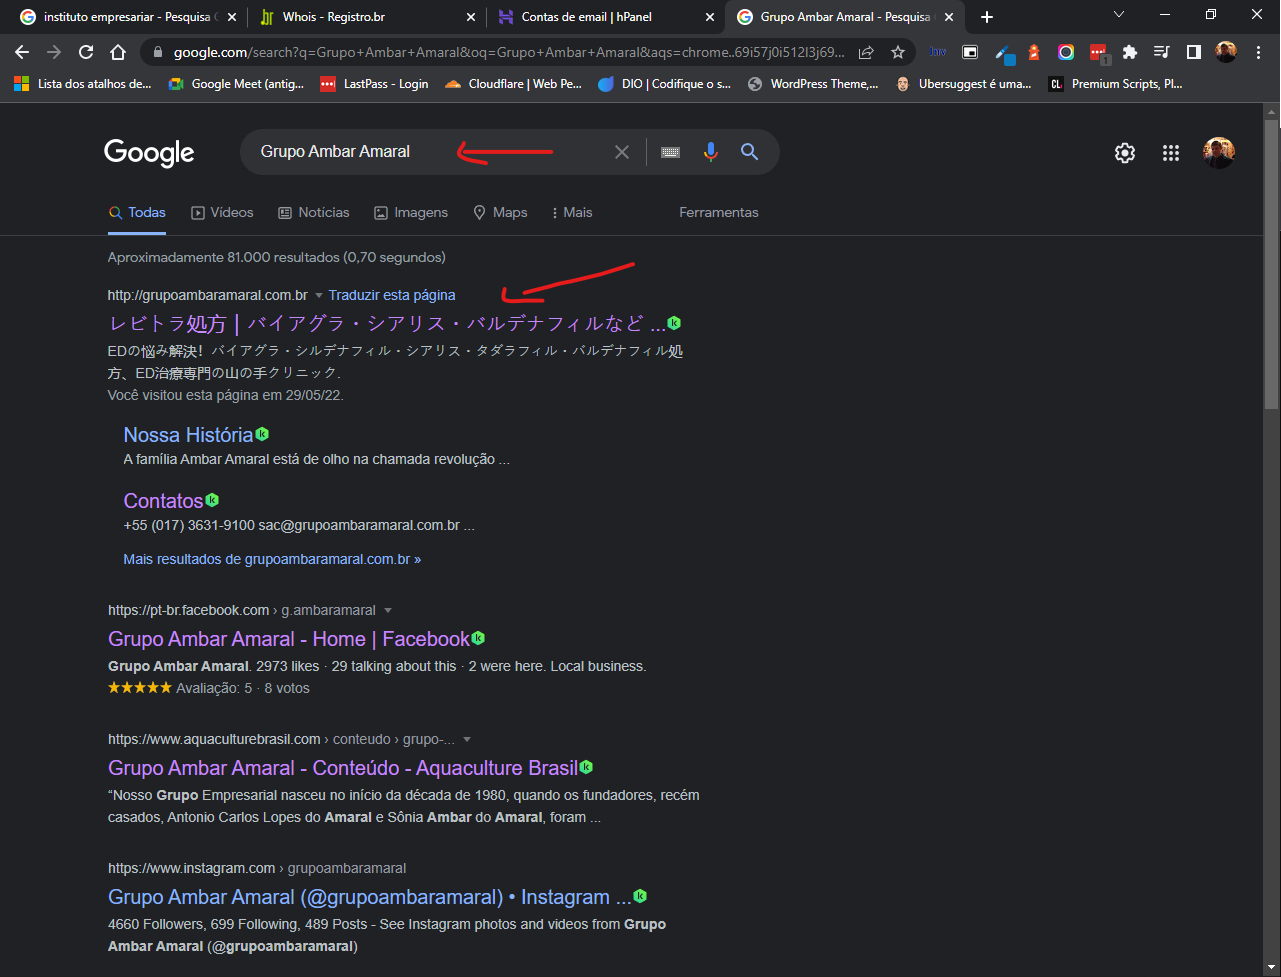 instituto empresariar - Pesquisa G
Whois - Registro.br
Contas de email | hPanel
Grupo Ambar Amaral - Pesquisa
google.com/search?q=Grupo+Ambar+Amaral&oq=Grupo+Ambar+Amaral&aqs=chrome..69i57j0i512l3j69...
Lista dos atalhos de...
Google Meet (antig...
LastPass - Login
Cloudflare | Web Pe...
DIO | Codifique o s...
WordPress Theme,...
Ubersuggest é uma...
CL.
Premium Scripts, Pl...
Google
Grupo Ambar Amaral
Todas
Vídeos
Notícias
Imagens
Maps
Mais
Ferramentas
Aproximadamente 81.000 resultados (0,70 segundos)
http://grupoambaramaral.com.br
Traduzir esta página
レビトラ処方 | バイアグラ・シアリス・バルデナフィルなど ...
EDの悩み解決！バイアグラ・シルデナフィル・シアリス・タダラフィル・バルデナフィル処
方、ED治療専門の山の手クリニック.
Você visitou esta página em 29/05/22.
Nossa História
A família Ambar Amaral está de olho na chamada revolução ...
Contatos
+55 (017) 3631-9100 sac@grupoambaramaral.com.br ...
Mais resultados de grupoambaramaral.com.br »
https://pt-br.facebook.com › g.ambaramaral
Grupo Ambar Amaral - Home | Facebook
Grupo Ambar Amaral. 2973 likes · 29 talking about this · 2 were here. Local business.
★★★★★ Avaliação: 5 · 8 votos
https://www.aquaculturebrasil.com › conteudo › grupo-...
Grupo Ambar Amaral - Conteúdo - Aquaculture Brasil
“Nosso Grupo Empresarial nasceu no início da década de 1980, quando os fundadores, recém
casados, Antonio Carlos Lopes do Amaral e Sônia Ambar do Amaral, foram ...
https://www.instagram.com › grupoambaramaral
Grupo Ambar Amaral (@grupoambaramaral) • Instagram ...
4660 Followers, 699 Following, 489 Posts - See Instagram photos and videos from Grupo
Ambar Amaral (@grupoambaramaral)